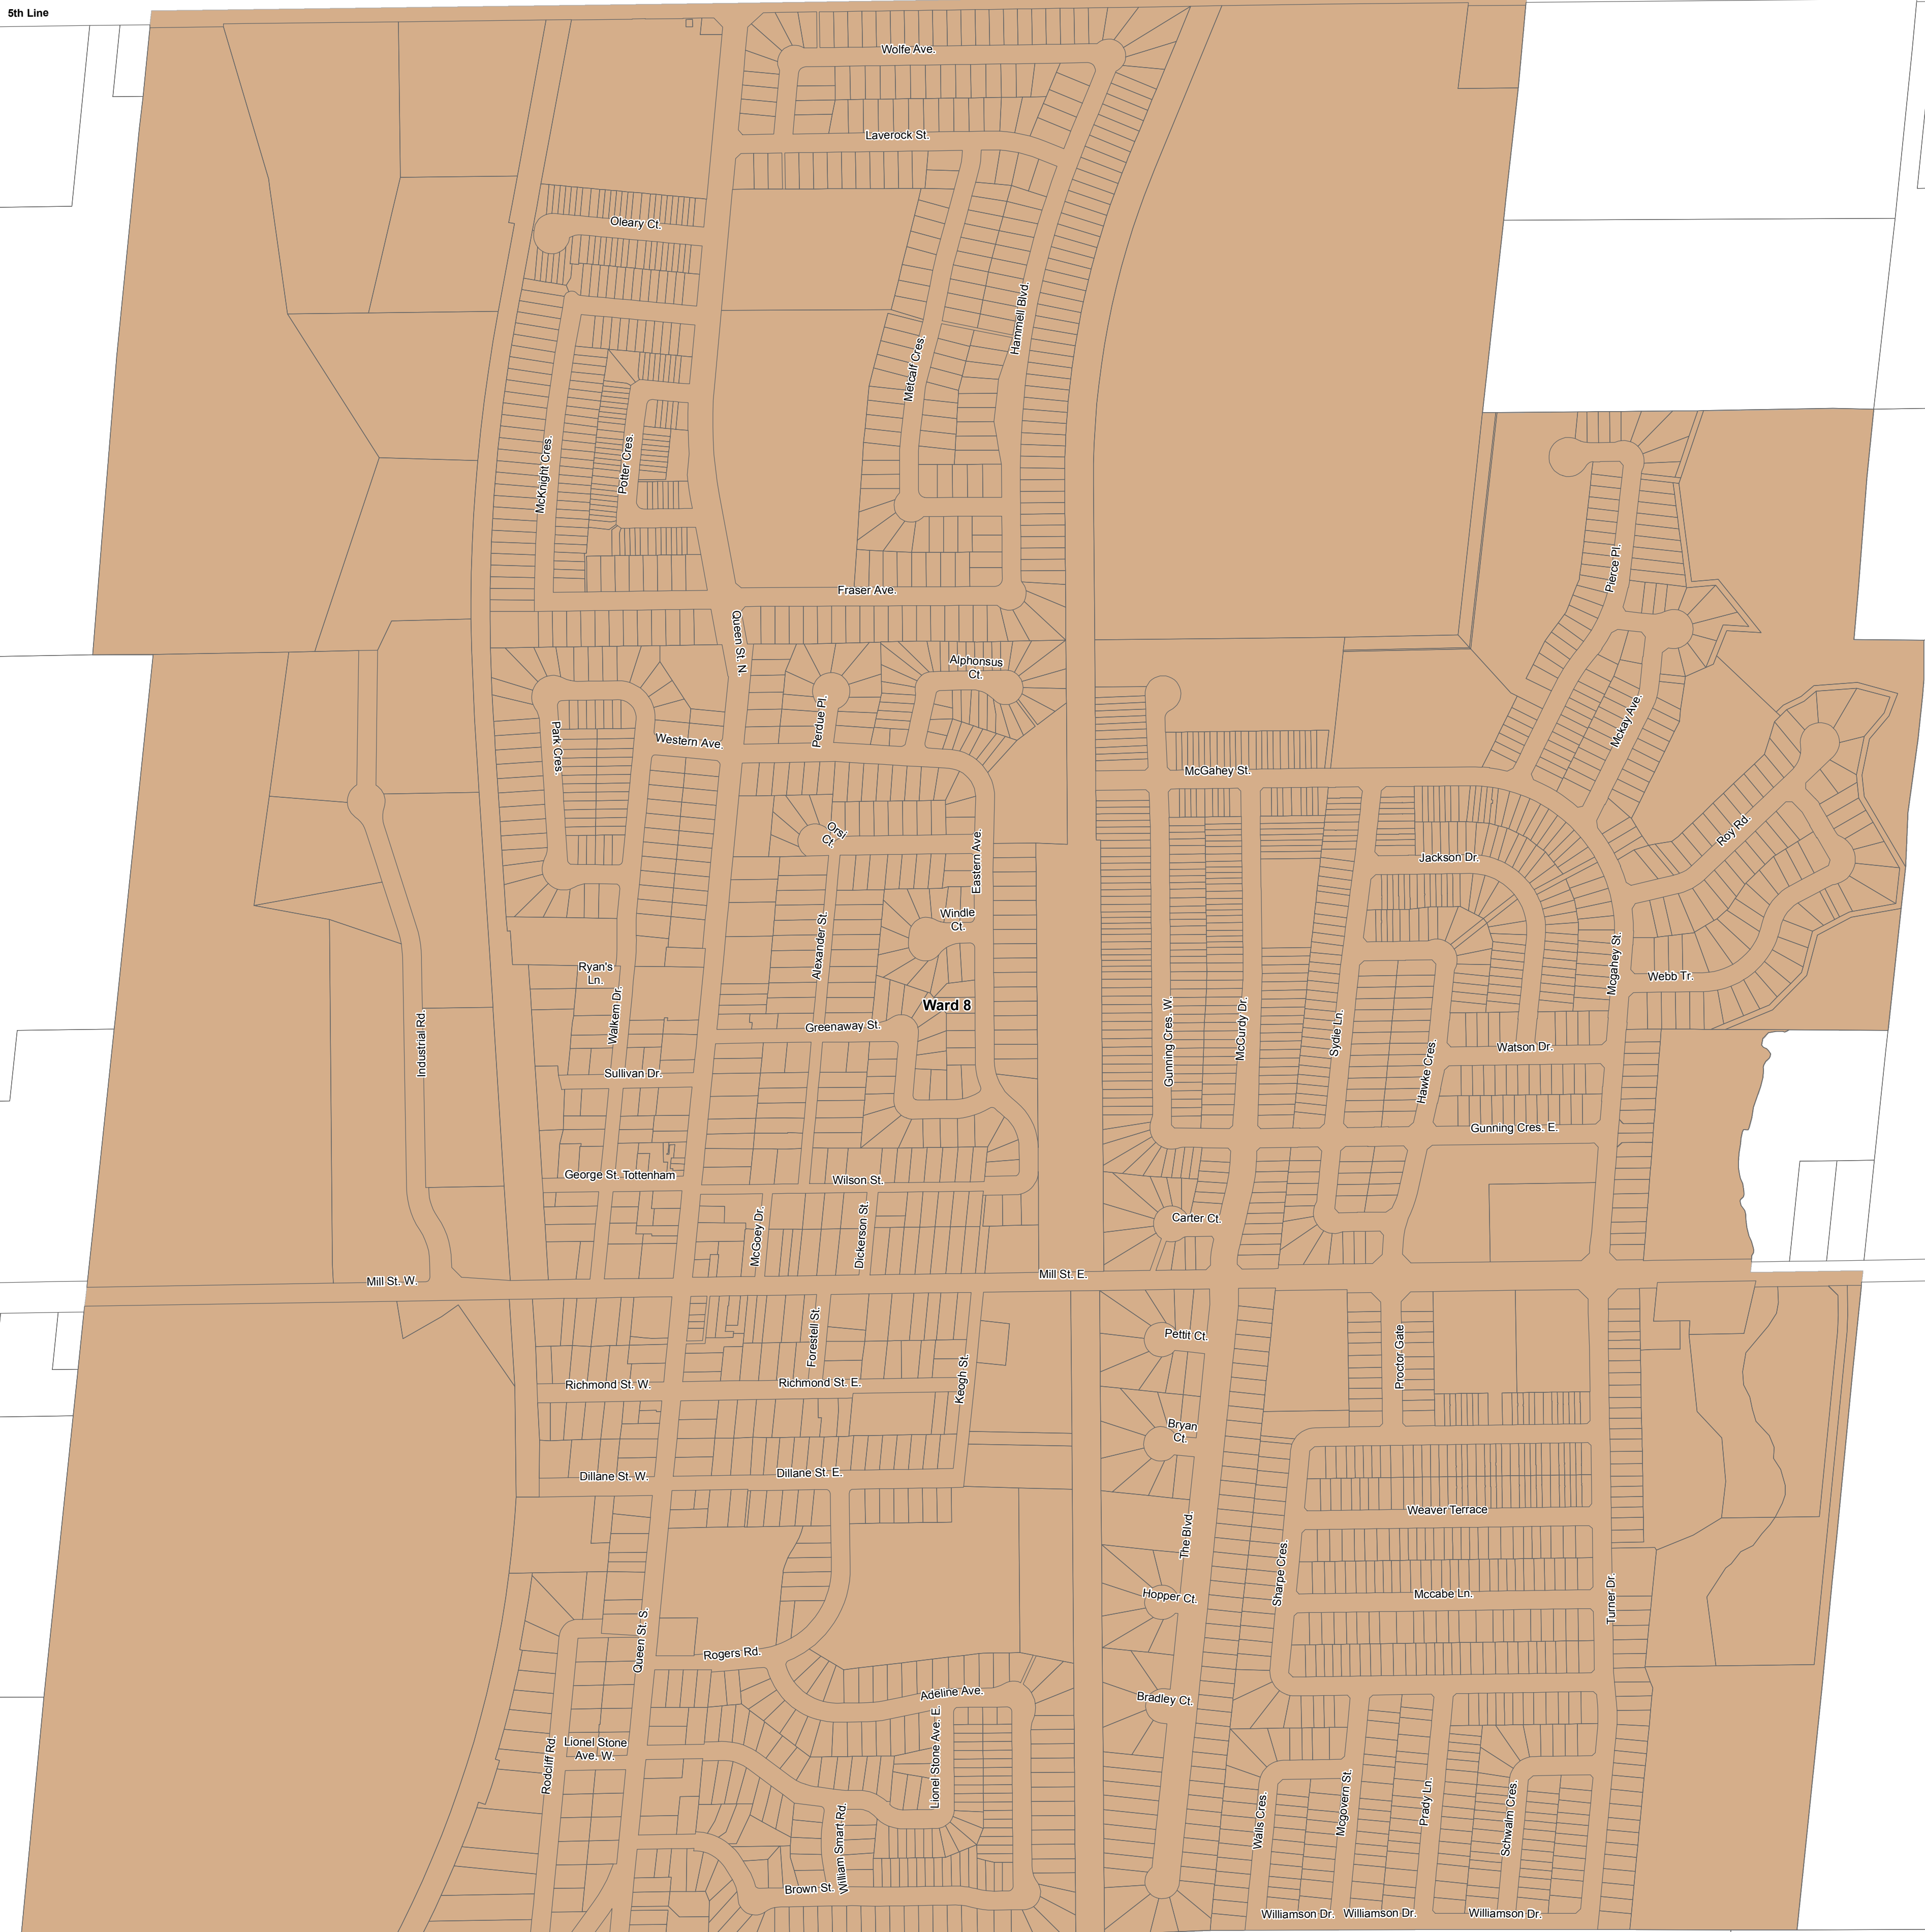 5th Line
Wolfe Ave.
Laverock St.
Oleary Ct.
Hammell Blvd.
Metcalf Cres.
McKnight Cres.
Potter Cres.
Pierce Pl.
Fraser Ave.
Queen St. N.
Alphonsus
Ct.
Perdue Pl.
Park Cres.
Western Ave.
Mckay Ave.
McGahey St.
Orsi
Ct.
Roy Rd.
Eastern Ave.
Jackson Dr.
Windle
Ct.
Alexander St.
Ryan's
Ln.
Mcgahey St.
Webb Tr.
Walkem Dr.
Ward 8
Greenaway St.
Industrial Rd.
Gunning Cres. W.
McCurdy Dr.
Sydie Ln.
Watson Dr.
Hawke Cres.
Sullivan Dr.
Gunning Cres. E.
George St. Tottenham
Wilson St.
McGoey Dr.
Dickerson St.
Carter Ct.
Mill St. W.
Mill St. E.
Forestell St.
Pettit Ct.
Proctor Gate
Richmond St. W.
Richmond St. E.
Keogh St.
Bryan
Ct.
Dillane St. W.
Dillane St. E.
Weaver Terrace
The Blvd.
Sharpe Cres.
Hopper Ct.
Mccabe Ln.
Turner Dr.
Queen St. S.
Rogers Rd.
Adeline Ave.
Bradley Ct.
Lionel Stone
Ave. W.
Rodcliff Rd.
Lionel Stone Ave. E.
William Smart Rd.
Walls Cres.
Mcgovern St.
Prady Ln.
Schwalm Cres.
Brown St.
Williamson Dr.
Williamson Dr.
Williamson Dr.